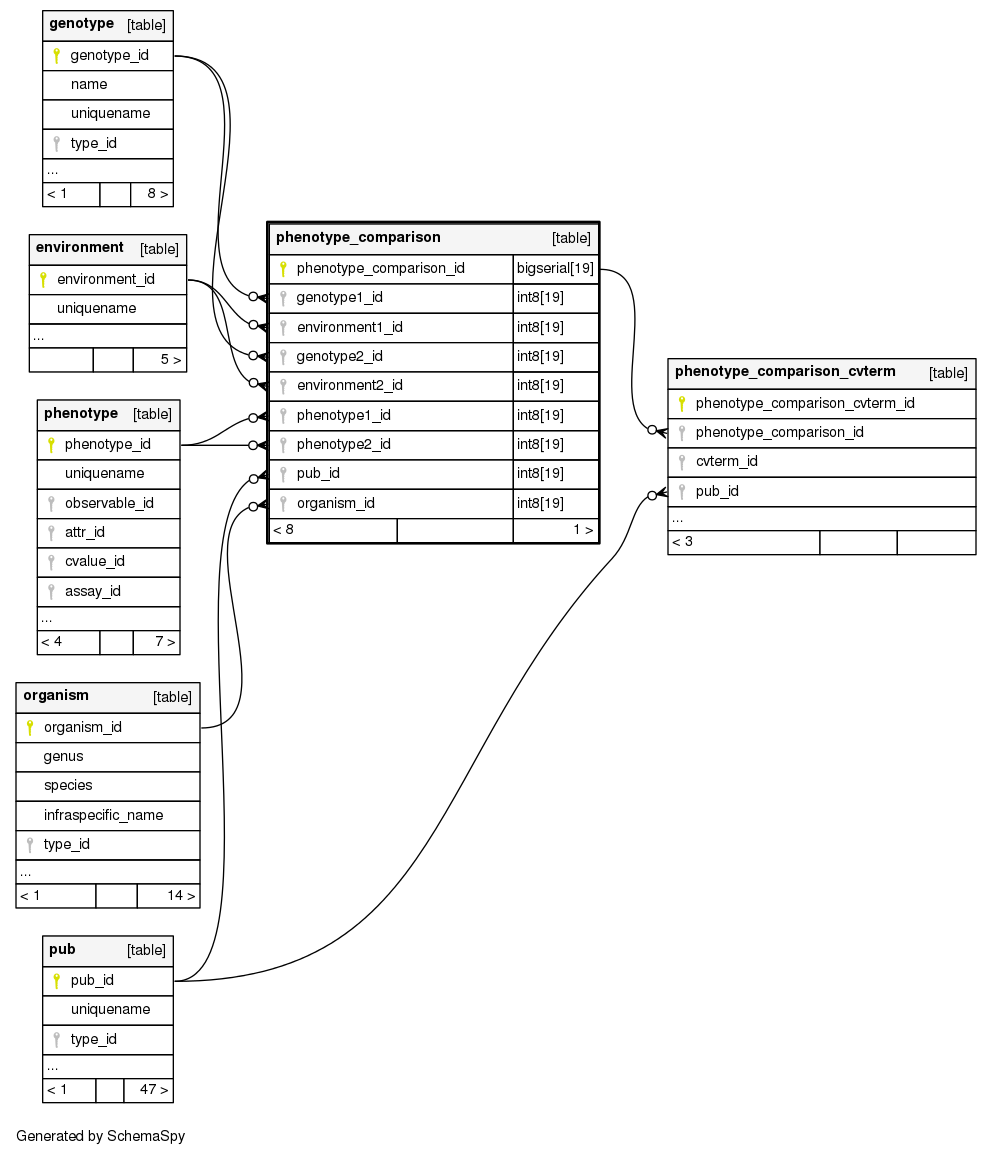 genotype [table]
genotype_id
name
uniquename
type_id
...
< 1 8 >
environment [table]
environment_id
uniquename
...
5 >
phenotype [table]
phenotype_id
uniquename
observable_id
attr_id
cvalue_id
assay_id
...
< 4 7 >
organism [table]
organism_id
genus
species
infraspecific_name
type_id
...
< 1 14 >
pub [table]
pub_id
uniquename
type_id
...
< 1 47 >
phenotype_comparison [table]
phenotype_comparison_id bigserial[19]
genotype1_id int8[19]
environment1_id int8[19]
genotype2_id int8[19]
environment2_id int8[19]
phenotype1_id int8[19]
phenotype2_id int8[19]
pub_id int8[19]
organism_id int8[19]
< 8 1 >
phenotype_comparison_cvterm [table]
phenotype_comparison_cvterm_id
phenotype_comparison_id
cvterm_id
pub_id
...
< 3
Generated by SchemaSpy